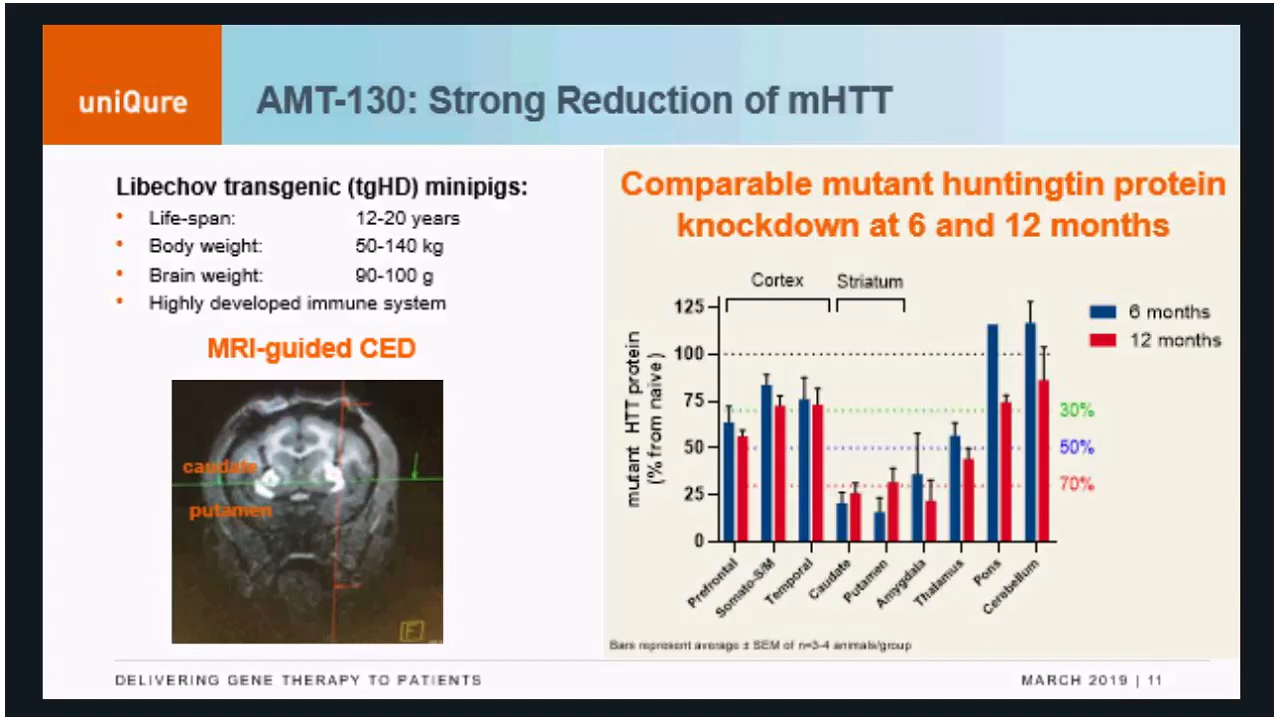 uniQure
AMT-130: Strong Reduction of mHTT
Libechov transgenic (tgHD) minipigs:
• Life-span: 12-20 years
• Body weight: 50-140 kg
• Brain weight: 90-100 g
• Highly developed immune system
MRI-guided CED
caudate
putamen
F
Comparable mutant huntingtin protein
knockdown at 6 and 12 months
Cortex Striatum
6 months
12 months
mutant HTT protein
(% from naive)
125
100
75
50
25
0
30%
50%
70%
Prefrontal
Somato-S/M
Temporal
Caudate
Putamen
Amygdala
Thalamus
Pons
Cerebellum
Bars represent average ± SEM of n=3-4 animals/group
DELIVERING GENE THERAPY TO PATIENTS
MARCH 2019 | 11